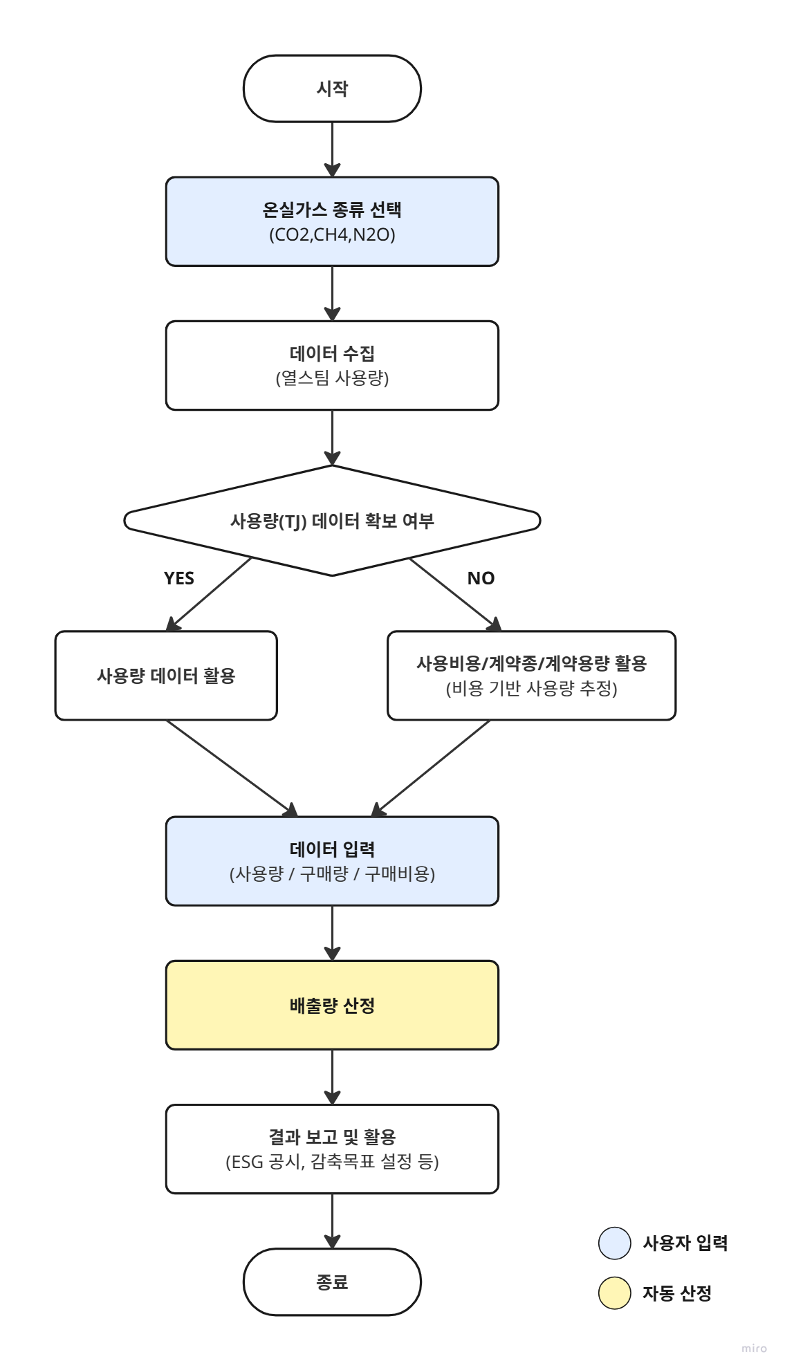 시작
온실가스 종류 선택
(CO2,CH4,N2O)
데이터 수집
(열스팀 사용량)
사용량(TJ) 데이터 확보 여부
YES
NO
사용량 데이터 활용
사용비용/계약종/계약용량 활용
(비용 기반 사용량 추정)
데이터 입력
(사용량 / 구매량 / 구매비용)
배출량 산정
결과 보고 및 활용
(ESG 공시, 감축목표 설정 등)
종료
사용자 입력
자동 산정
miro